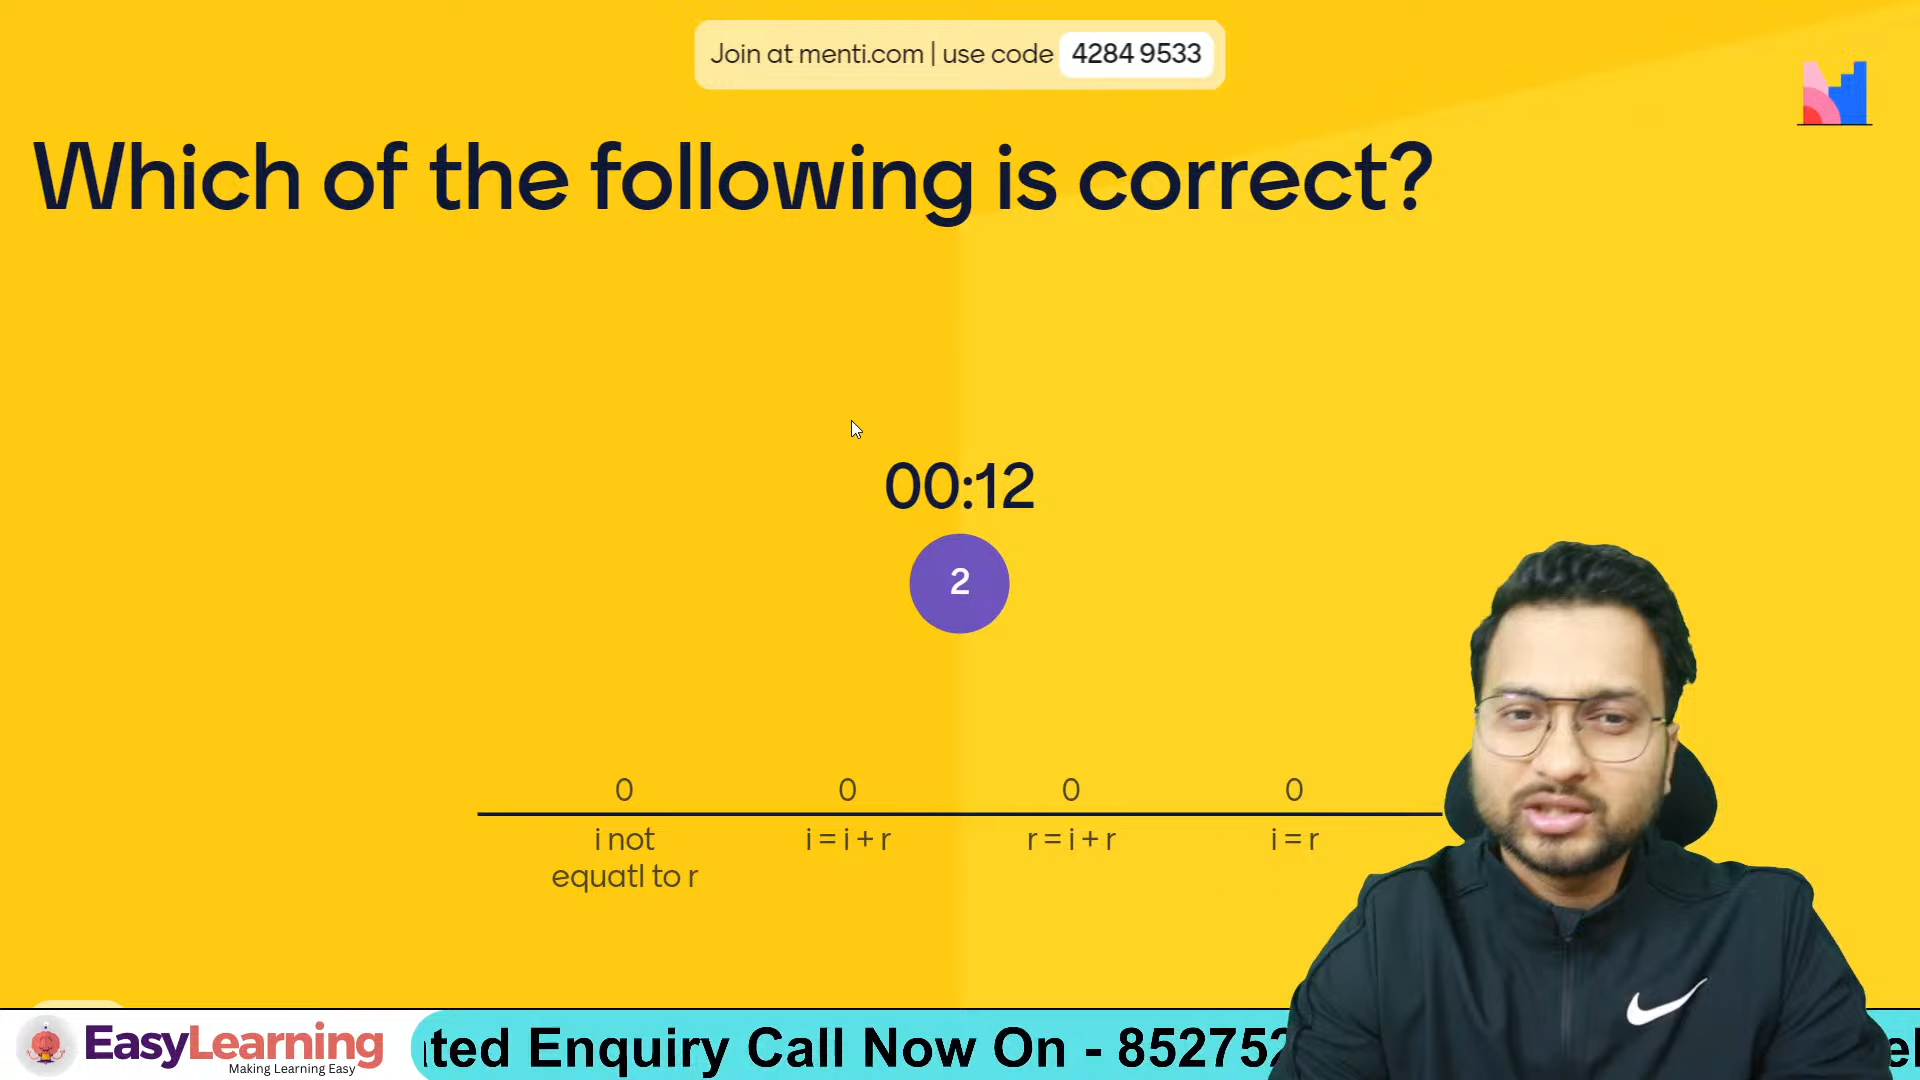 Join at menti.com | use code 4284 9533
Which of the following is correct?
00:12
2
0 0 0 0
i not equatl to r
i = i + r
r = i + r
i = r
EasyLearning
Making Learning Easy
ted Enquiry Call Now On - 85275